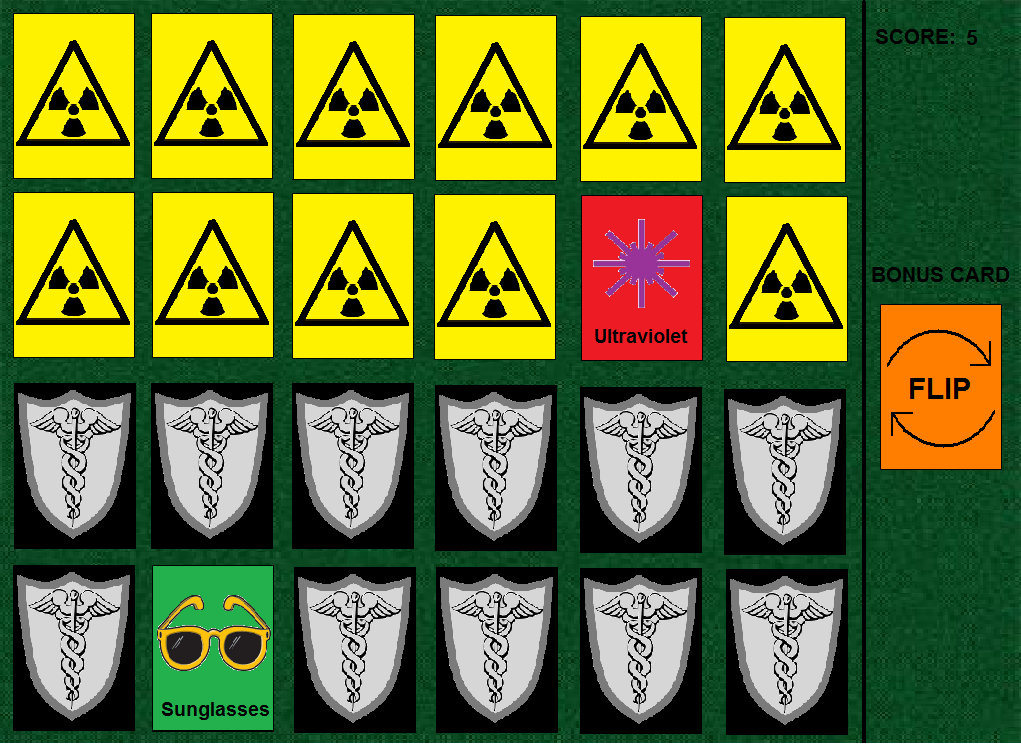 SCORE: 5
Ultraviolet
BONUS CARD
FLIP
Sunglasses